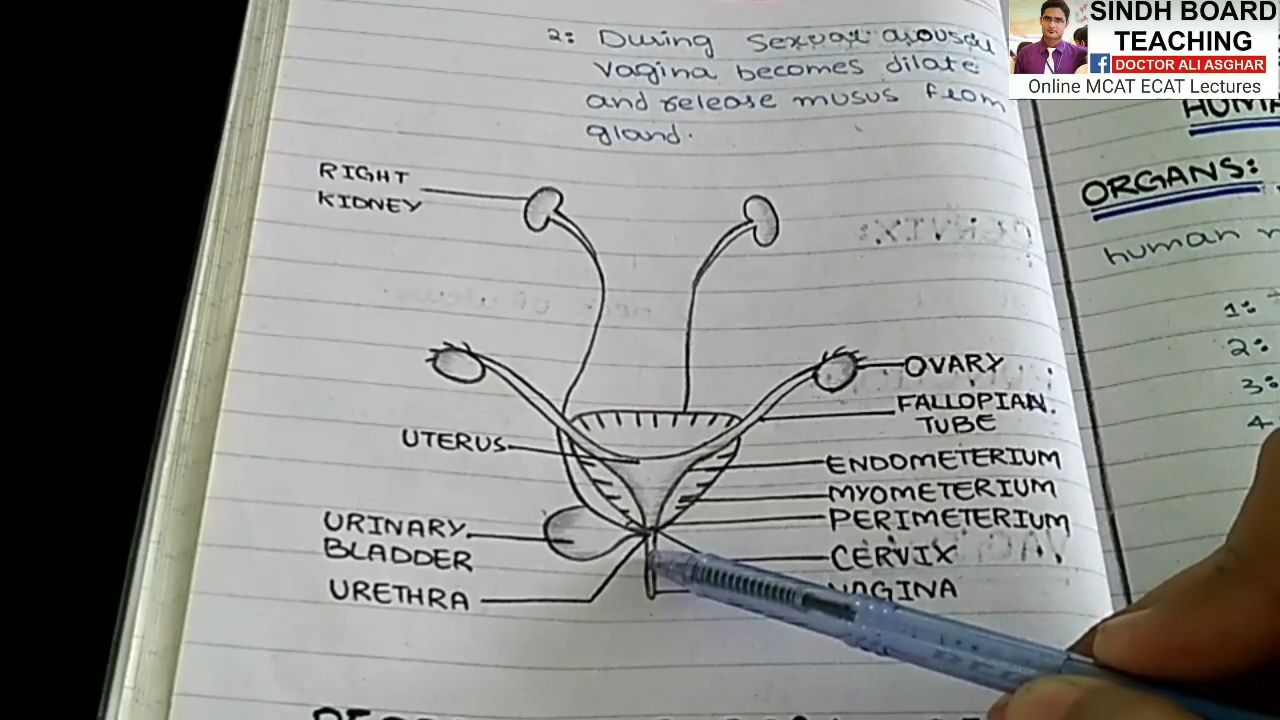 SINDH BOARD
TEACHING
DOCTOR ALI ASGHAR
Online MCAT ECAT Lectures
2: During sexual arousal
vagina becomes dilate
and release musus from
gland.
RIGHT
KIDNEY
OVARY
FALLOPIAN
TUBE
UTERUS
ENDOMETERIUM
MYOMETERIUM
PERIMETERIUM
CERVIX
VAGINA
URINARY
BLADDER
URETHRA
ORGANS:
human
1:
2:
3:
4